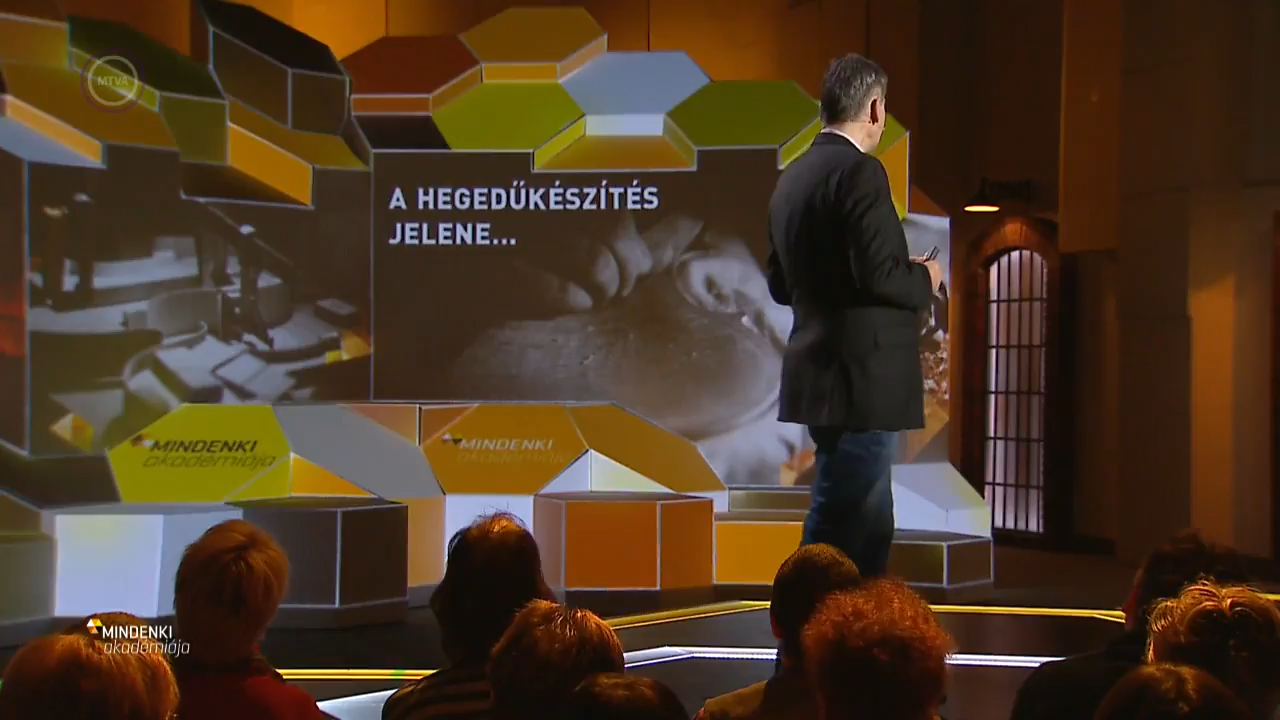 MTVA
A HEGEDŰKÉSZÍTÉS
JELENE...
MINDENKI
akadémiája
MINDENKI
akadémiája
MINDENKI
akadémiája